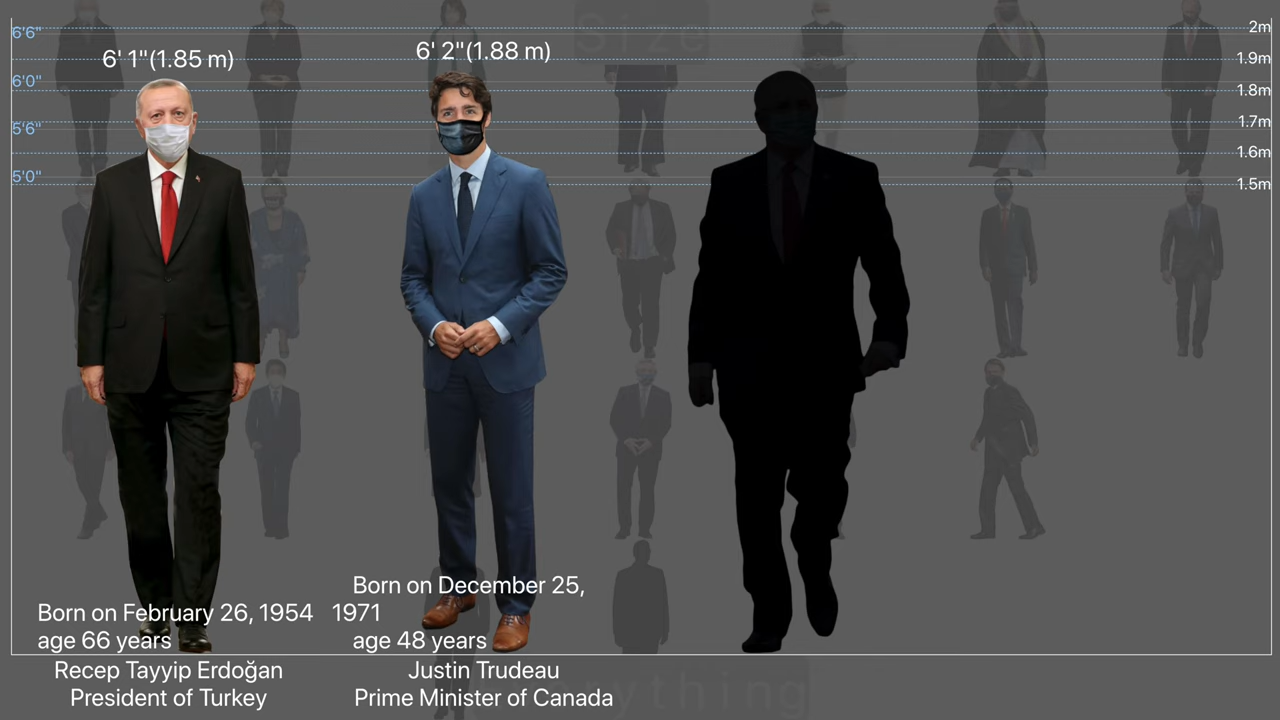 Size
6'6"
2m
6' 1"(1.85 m)
6' 2"(1.88 m)
1.9m
6'0"
1.8m
5'6"
1.7m
1.6m
5'0"
1.5m
Born on February 26, 1954
age 66 years
Born on December 25,
1971
age 48 years
Recep Tayyip Erdoğan
President of Turkey
Justin Trudeau
Prime Minister of Canada